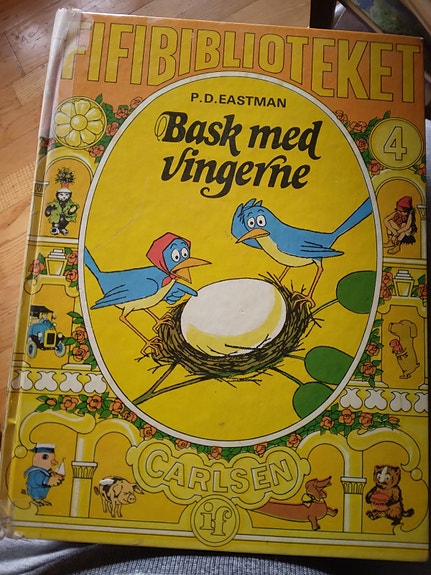 FIFIBIBLIOTEKET
P.D.EASTMAN
Bask med
vingerne
4
CARLSEN
if